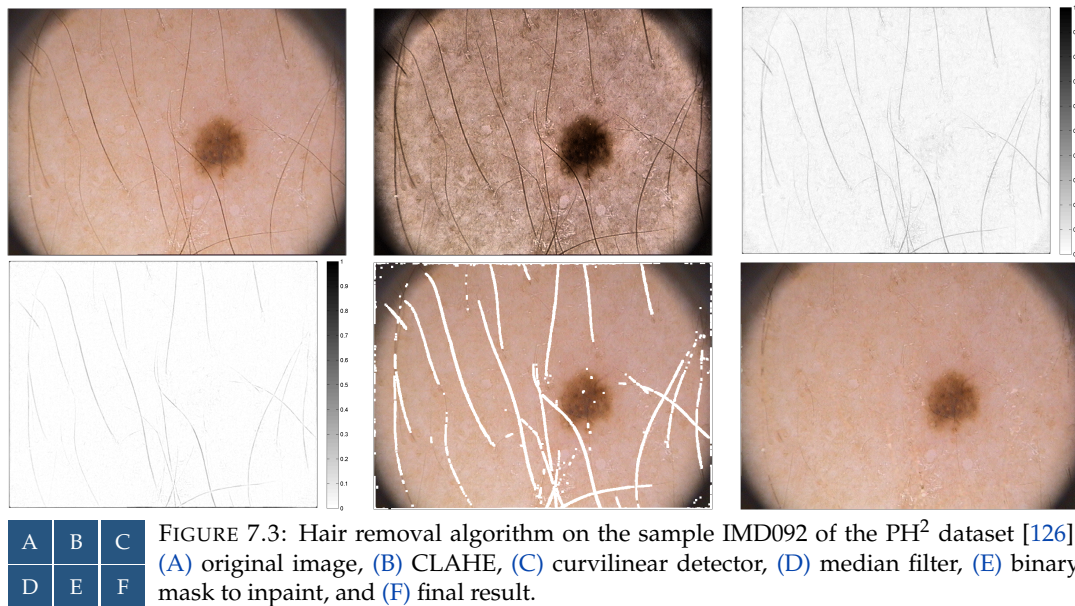 1
0.9
0.8
0.7
0.6
0.5
0.4
0.3
0.2
0.1
0
A B C
D E F
FIGURE 7.3: Hair removal algorithm on the sample IMD092 of the PH² dataset [126]
(A) original image, (B) CLAHE, (C) curvilinear detector, (D) median filter, (E) binary
mask to inpaint, and (F) final result.